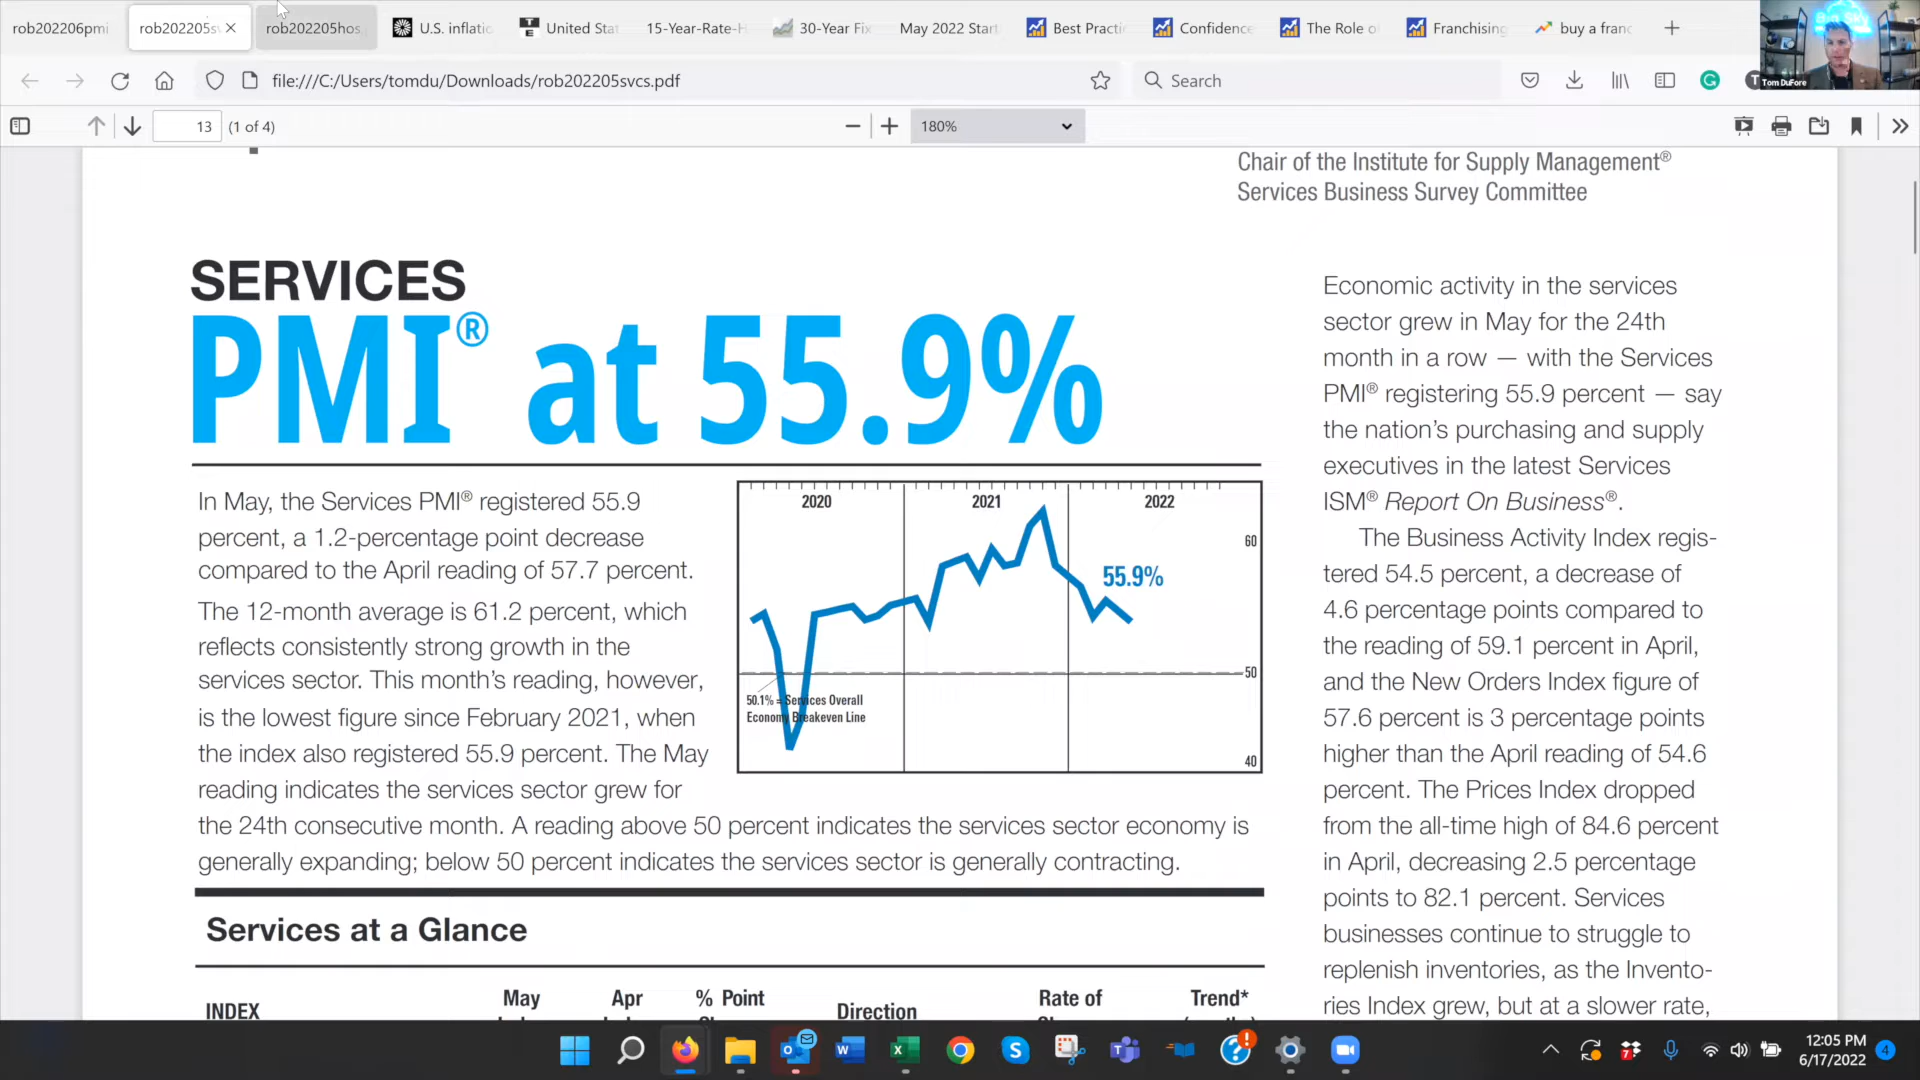 rob202206pmi
rob202205sv
rob202205hos
U.S. inflatio
United Sta
15-Year-Rate-H
30-Year Fix
May 2022 Start
Best Practi
Confidence
The Role o
Franchising
buy a franc
file:///C:/Users/tomdu/Downloads/rob202205svcs.pdf
Search
Tom DuFore
13 (1 of 4)
180%
Chair of the Institute for Supply Management®
Services Business Survey Committee
SERVICES
PMI® at 55.9%
In May, the Services PMI® registered 55.9
percent, a 1.2-percentage point decrease
compared to the April reading of 57.7 percent.
The 12-month average is 61.2 percent, which
reflects consistently strong growth in the
services sector. This month's reading, however,
is the lowest figure since February 2021, when
the index also registered 55.9 percent. The May
reading indicates the services sector grew for
the 24th consecutive month. A reading above 50 percent indicates the services sector economy is
generally expanding; below 50 percent indicates the services sector is generally contracting.
2020
2021
2022
60
55.9%
50
50.1% = Services Overall
Economy Breakeven Line
40
Services at a Glance
INDEX
May
Apr
% Point
Direction
Rate of
Trend*
Economic activity in the services
sector grew in May for the 24th
month in a row — with the Services
PMI® registering 55.9 percent — say
the nation's purchasing and supply
executives in the latest Services
ISM® Report On Business®.
The Business Activity Index regis-
tered 54.5 percent, a decrease of
4.6 percentage points compared to
the reading of 59.1 percent in April,
and the New Orders Index figure of
57.6 percent is 3 percentage points
higher than the April reading of 54.6
percent. The Prices Index dropped
from the all-time high of 84.6 percent
in April, decreasing 2.5 percentage
points to 82.1 percent. Services
businesses continue to struggle to
replenish inventories, as the Invento-
ries Index grew, but at a slower rate,
12:05 PM
6/17/2022
4